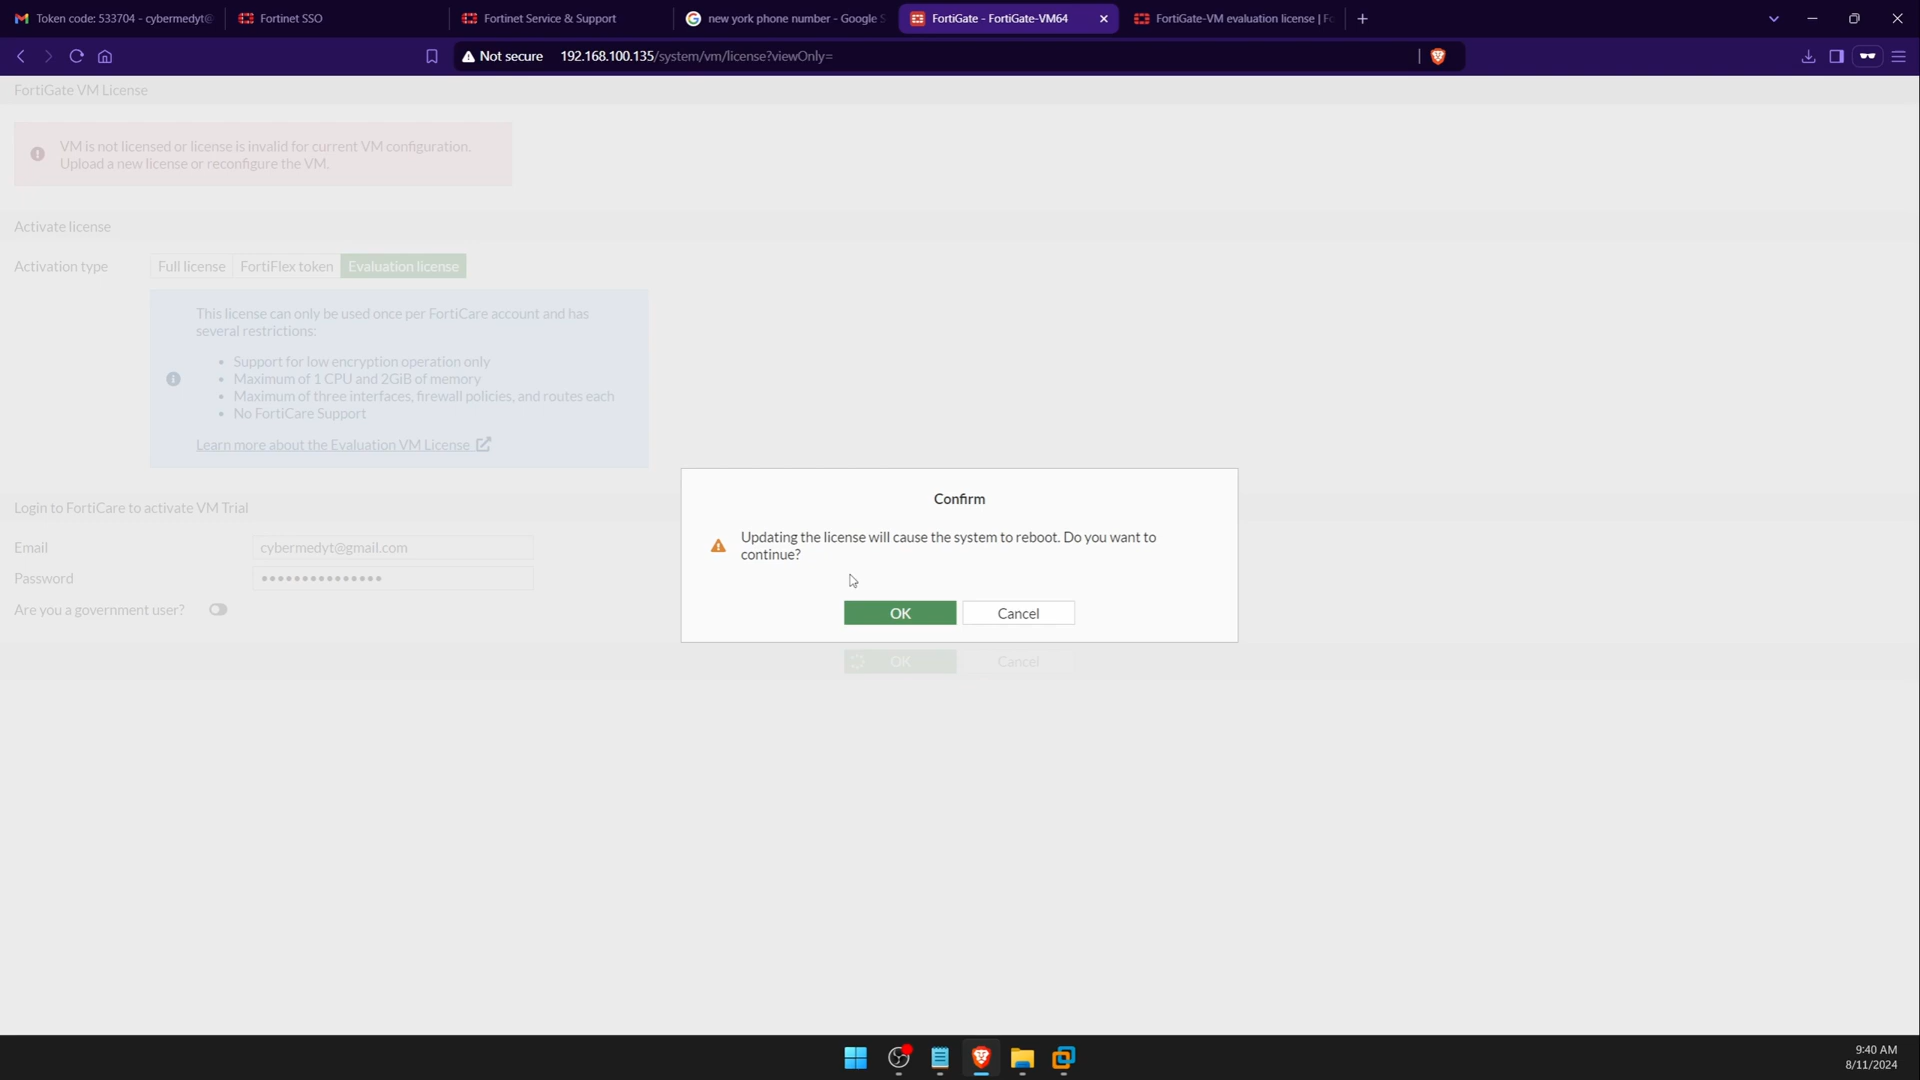 Token code: 533704 - cybermedyt@
Fortinet SSO
Fortinet Service & Support
new york phone number - Google S
FortiGate - FortiGate-VM64
FortiGate-VM evaluation license | Fo
Not secure
192.168.100.135/system/vm/license?viewOnly=
FortiGate VM License
VM is not licensed or license is invalid for current VM configuration.
Upload a new license or reconfigure the VM.
Activate license
Activation type
Full license
FortiFlex token
Evaluation license
This license can only be used once per FortiCare account and has
several restrictions:
• Support for low encryption operation only
• Maximum of 1 CPU and 2GiB of memory
• Maximum of three interfaces, firewall policies, and routes each
• No FortiCare Support
Learn more about the Evaluation VM License
Confirm
Updating the license will cause the system to reboot. Do you want to
continue?
OK
Cancel
Login to FortiCare to activate VM Trial
Email
cybermedyt@gmail.com
Password
•••••••••••••••
Are you a government user?
OK
Cancel
9:40 AM
8/11/2024